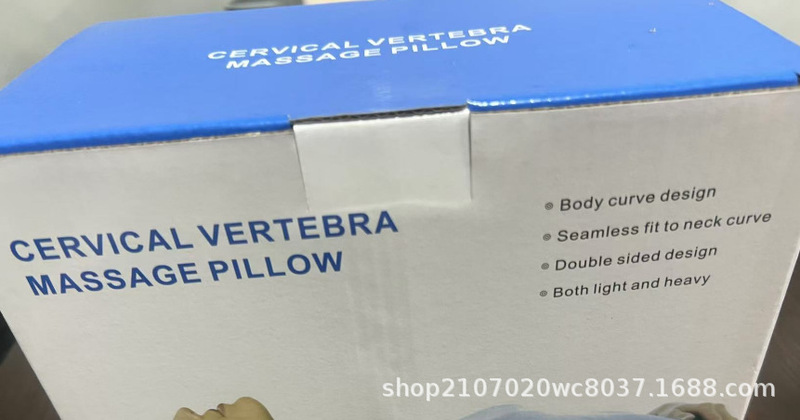 CERVICAL VERTEBRA
MASSAGE PILLOW
CERVICAL VERTEBRA
MASSAGE PILLOW
Body curve design
Seamless fit to neck curve
Double sided design
Both light and heavy
shop2107020wc8037.1688.com